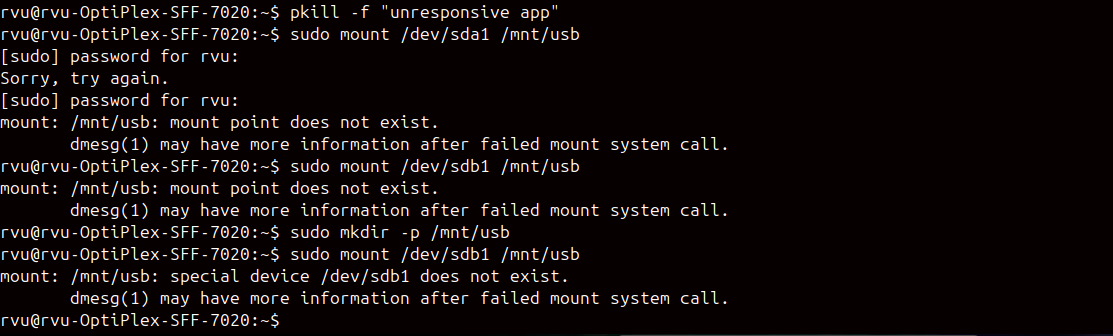 rvu@rvu-OptiPlex-SFF-7020:~$ pkill -f "unresponsive app"
rvu@rvu-OptiPlex-SFF-7020:~$ sudo mount /dev/sda1 /mnt/usb
[sudo] password for rvu:
Sorry, try again.
[sudo] password for rvu:
mount: /mnt/usb: mount point does not exist.
       dmesg(1) may have more information after failed mount system call.
rvu@rvu-OptiPlex-SFF-7020:~$ sudo mount /dev/sdb1 /mnt/usb
mount: /mnt/usb: mount point does not exist.
       dmesg(1) may have more information after failed mount system call.
rvu@rvu-OptiPlex-SFF-7020:~$ sudo mkdir -p /mnt/usb
rvu@rvu-OptiPlex-SFF-7020:~$ sudo mount /dev/sdb1 /mnt/usb
mount: /mnt/usb: special device /dev/sdb1 does not exist.
       dmesg(1) may have more information after failed mount system call.
rvu@rvu-OptiPlex-SFF-7020:~$